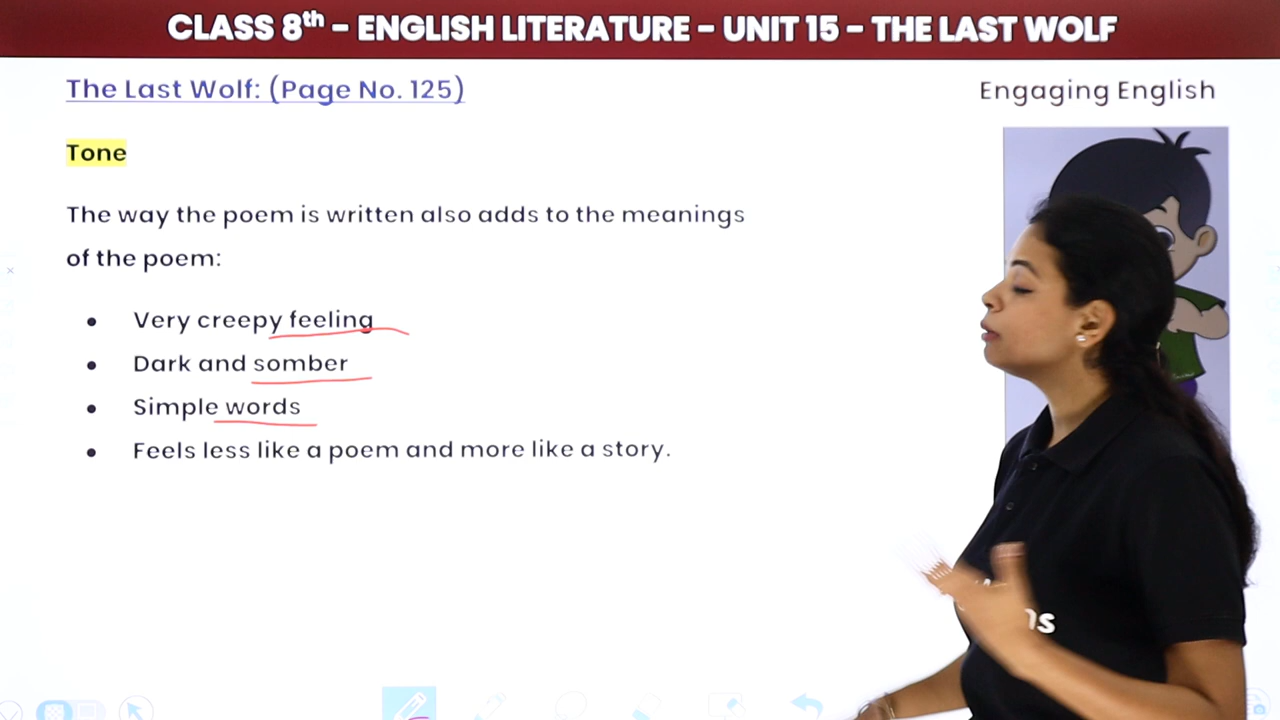 CLASS 8th - ENGLISH LITERATURE - UNIT 15 - THE LAST WOLF
The Last Wolf: (Page No. 125)
Engaging English
Tone
The way the poem is written also adds to the meanings
of the poem:
• Very creepy feeling
• Dark and somber
• Simple words
• Feels less like a poem and more like a story.